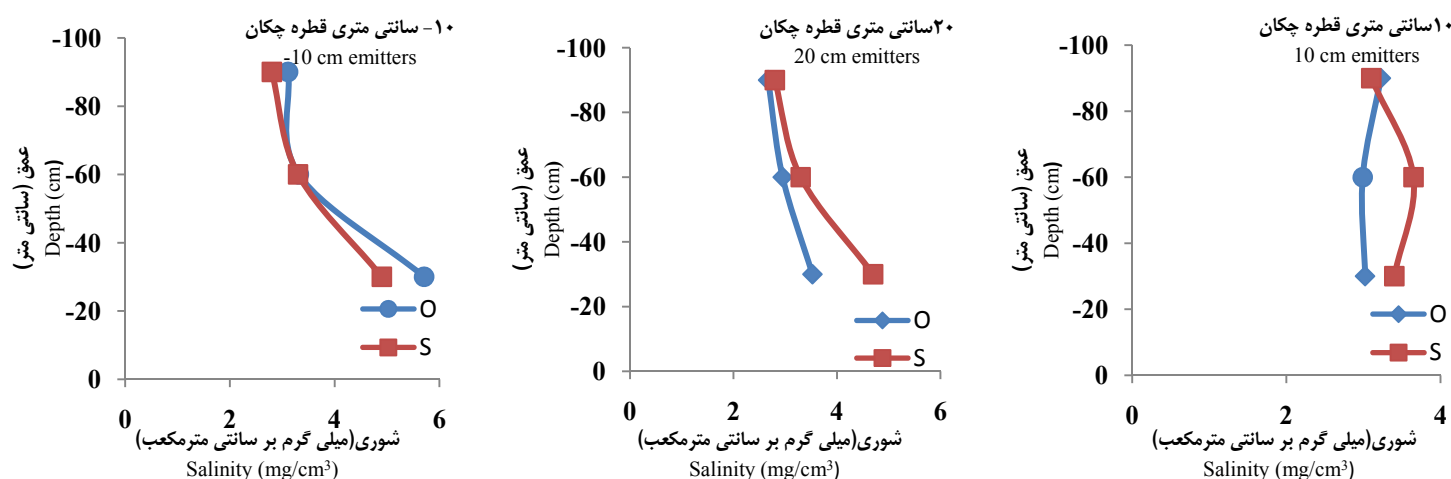 -۱۰ سانتی متری قطره چکان
-10 cm emitters
-100
-80
-60
-40
-20
0
عمق (سانتی متر)
Depth (cm)
O
S
0 2 4 6
شوری(میلی گرم بر سانتی مترمکعب)
Salinity (mg/cm³)
۲۰سانتی متری قطره چکان
20 cm emitters
-100
-80
-60
-40
-20
0
عمق (سانتی متر)
Depth (cm)
O
S
0 2 4 6
شوری(میلی گرم بر سانتی مترمکعب)
Salinity (mg/cm³)
۱۰سانتی متری قطره چکان
10 cm emitters
-100
-80
-60
-40
-20
0
عمق (سانتی متر)
Depth (cm)
O
S
0 2 4
شوری(میلی گرم بر سانتی مترمکعب)
Salinity (mg/cm³)